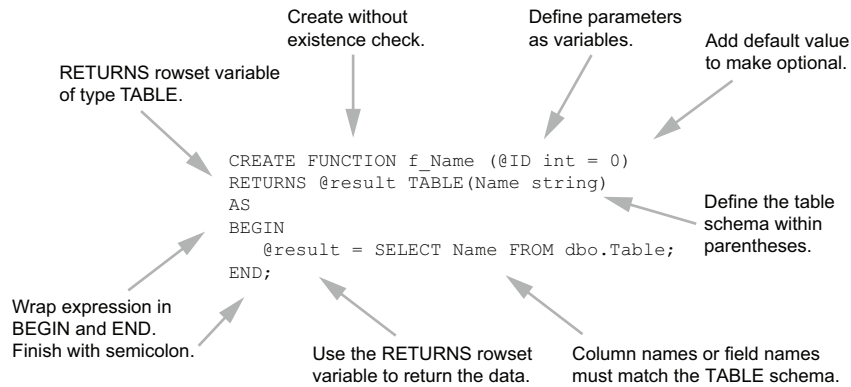 Create without
existence check.
Define parameters
as variables.
Add default value
to make optional.
RETURNS rowset variable
of type TABLE.
CREATE FUNCTION f_Name (@ID int = 0)
RETURNS @result TABLE(Name string)
AS
BEGIN
@result = SELECT Name FROM dbo.Table;
END;
Define the table
schema within
parentheses.
Wrap expression in
BEGIN and END.
Finish with semicolon.
Use the RETURNS rowset
variable to return the data.
Column names or field names
must match the TABLE schema.